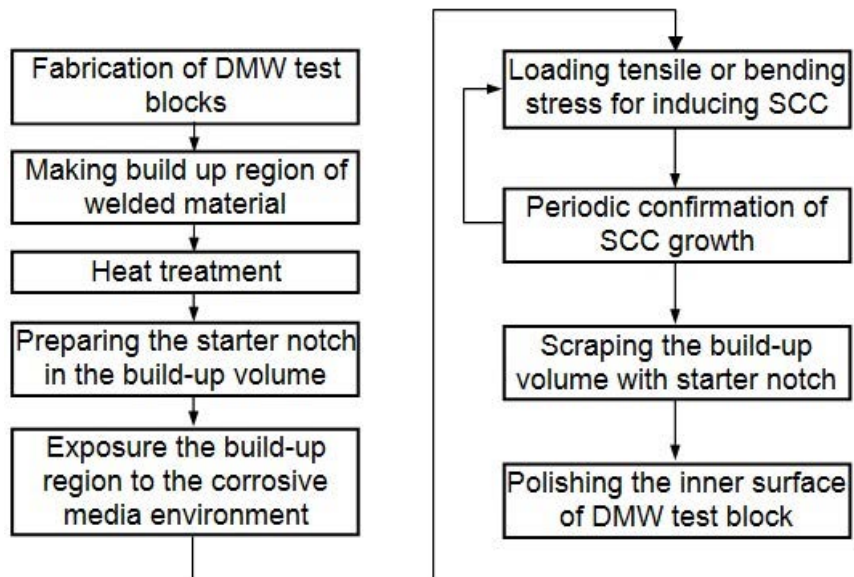 Fabrication of DMW test
blocks
Making build up region of
welded material
Heat treatment
Preparing the starter notch
in the build-up volume
Exposure the build-up
region to the corrosive
media environment
Loading tensile or bending
stress for inducing SCC
Periodic confirmation of
SCC growth
Scraping the build-up
volume with starter notch
Polishing the inner surface
of DMW test block